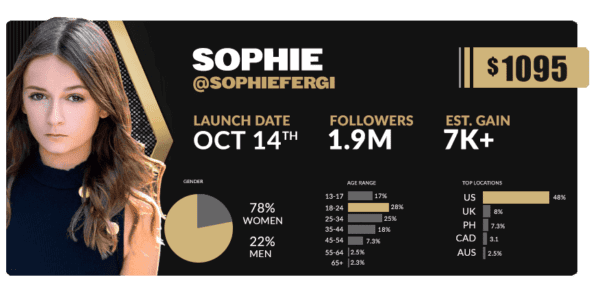 SOPHIE
@SOPHIEFERGI
$1095
LAUNCH DATE
OCT 14TH
FOLLOWERS
1.9M
EST. GAIN
7K+
GENDER
78%
WOMEN
22%
MEN
AGE RANGE
13-17 17%
18-24 28%
25-34 25%
35-44 18%
45-54 7.3%
55-64 2.5%
65+ 2.3%
TOP LOCATIONS
US 48%
UK 8%
PH 7.3%
CAD 3.1
AUS 2.5%